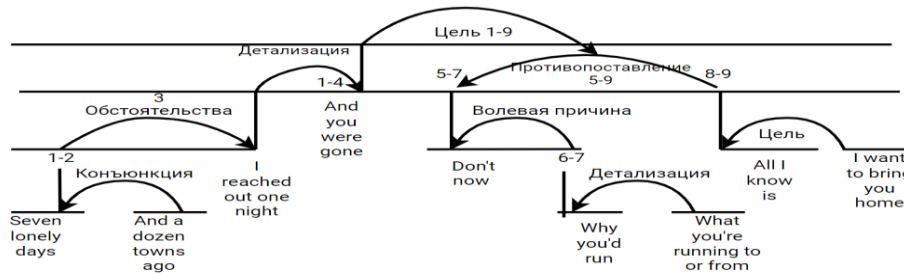 Цель 1-9
Детализация
1-4
5-7
Противопоставление
5-9
8-9
3
Обстоятельства
And
you
were
gone
Волевая причина
Цель
1-2
Конъюнкция
I
reached
out one
night
Don't
now
6-7
Детализация
All I
know
is
I want
to bring
you
home
Seven
lonely
days
And a
dozen
towns
ago
Why
you'd
run
What
you're
running to
or from